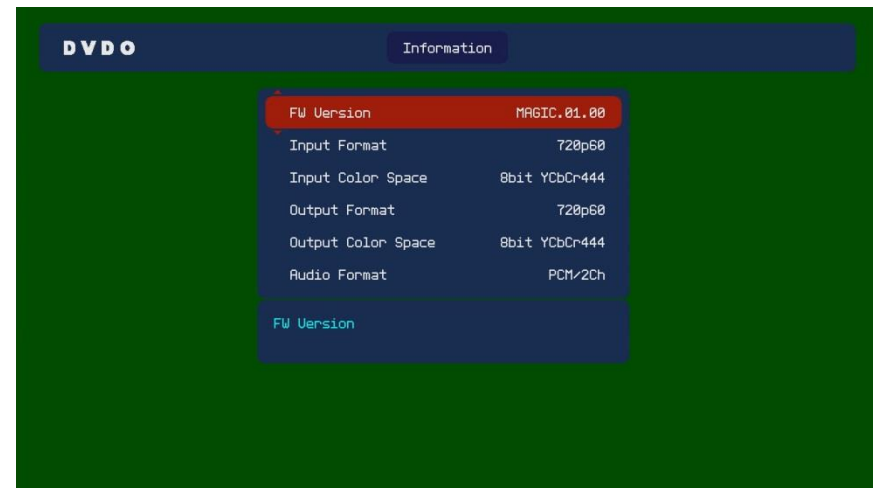 DVDO
Information
FW Version MAGIC.01.00
Input Format 720p60
Input Color Space 8bit YCbCr444
Output Format 720p60
Output Color Space 8bit YCbCr444
Audio Format PCM/2Ch
FW Version